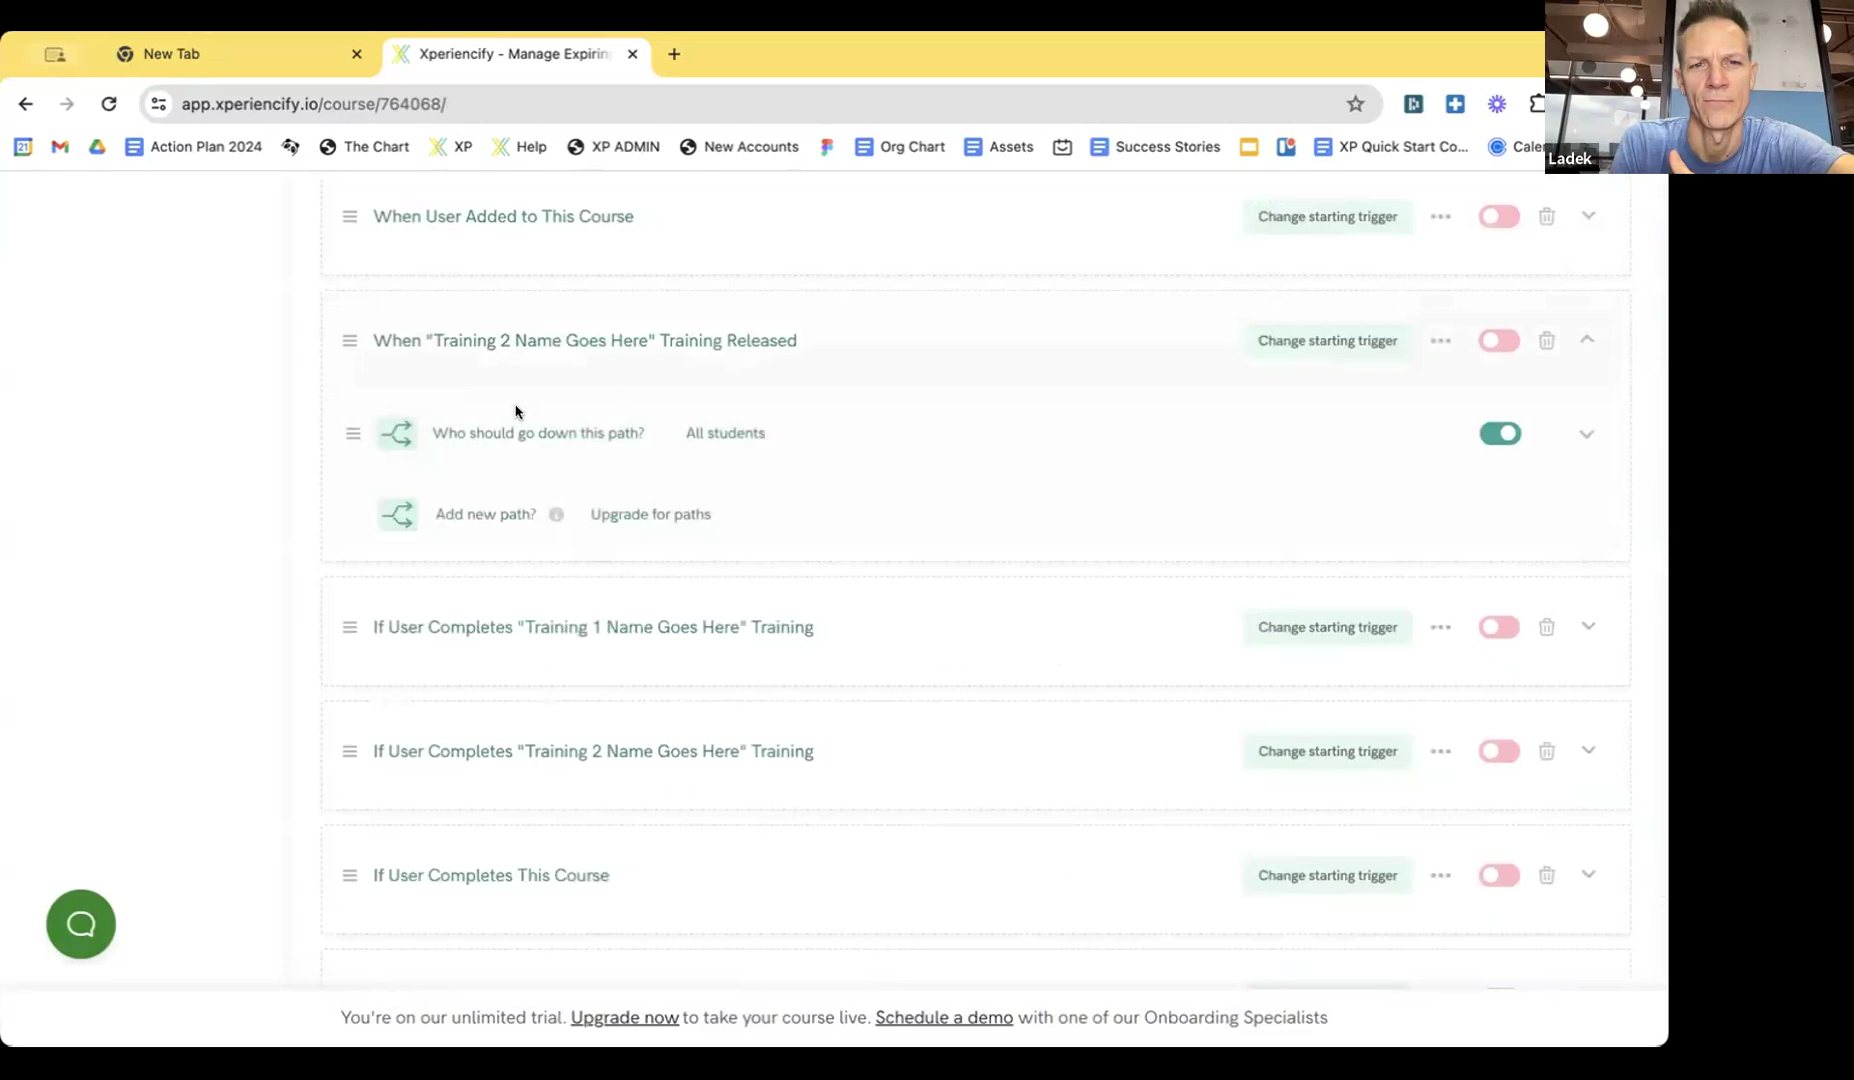 New Tab
Xperiencify - Manage Expirin
app.xperiencify.io/course/764068/
21
Action Plan 2024
The Chart
XP
Help
XP ADMIN
New Accounts
Org Chart
Assets
Success Stories
XP Quick Start Co...
Calen
Ladek
When User Added to This Course
Change starting trigger
When "Training 2 Name Goes Here" Training Released
Change starting trigger
Who should go down this path?
All students
Add new path?
Upgrade for paths
If User Completes "Training 1 Name Goes Here" Training
Change starting trigger
If User Completes "Training 2 Name Goes Here" Training
Change starting trigger
If User Completes This Course
Change starting trigger
You're on our unlimited trial. Upgrade now to take your course live. Schedule a demo with one of our Onboarding Specialists